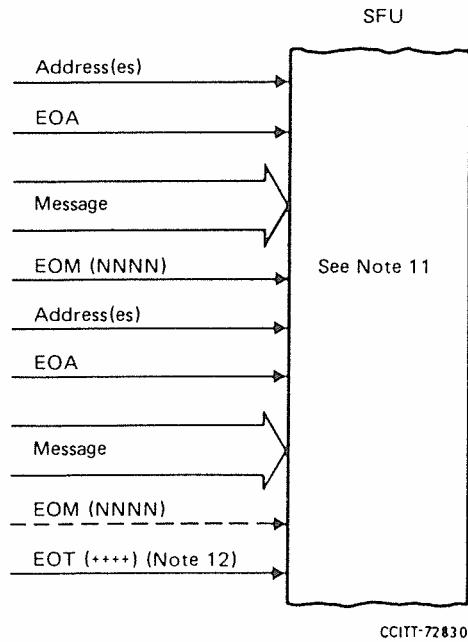 SFU
Address(es)
EOA
Message
EOM (NNNN)
See Note 11
Address(es)
EOA
Message
EOM (NNNN)
EOT (++++) (Note 12)
CCITT-72830